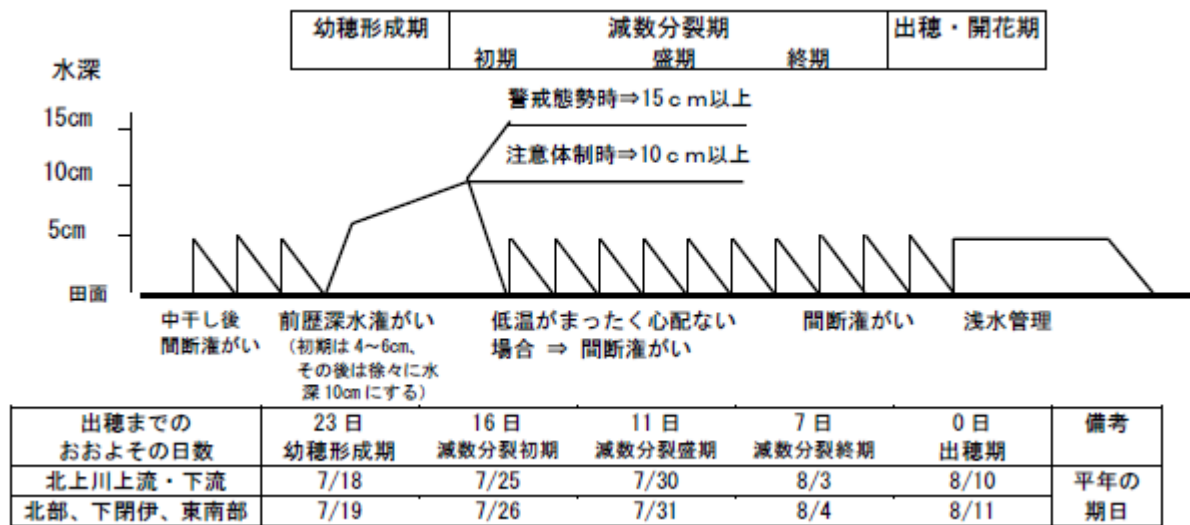 幼穂形成期 減数分裂期 出穂・開花期
初期 盛期 終期
水深
警戒態勢時⇒15cm以上
15cm
注意体制時⇒10cm以上
10cm
5cm
田面
中干し後
間断潅がい
前歴深水潅がい
(初期は4~6cm、
その後は徐々に水
深10cmにする)
低温がまったく心配ない
場合 ⇒ 間断潅がい
間断潅がい
浅水管理
出穂までの 23日 16日 11日 7日 0日 備考
おおよその日数 幼穂形成期 減数分裂初期 減数分裂盛期 減数分裂終期 出穂期
北上川上流・下流 7/18 7/25 7/30 8/3 8/10 平年の
北部、下閉伊、東南部 7/19 7/26 7/31 8/4 8/11 期日